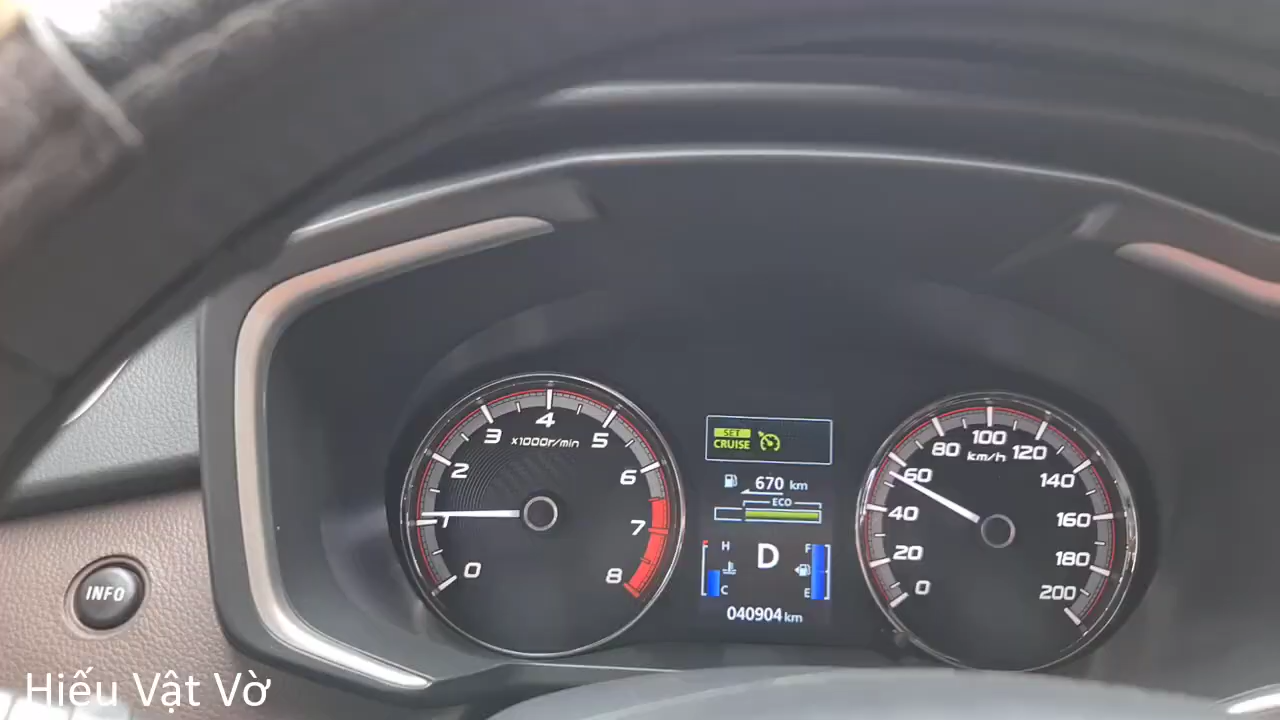 0
1
2
3
4
5
6
7
8
x1000r/min
SET
CRUISE
670 km
ECO
H
C
D
F
E
040904 km
0
20
40
60
80
100
120
140
160
180
200
km/h
INFO
Hiếu Vật Vờ